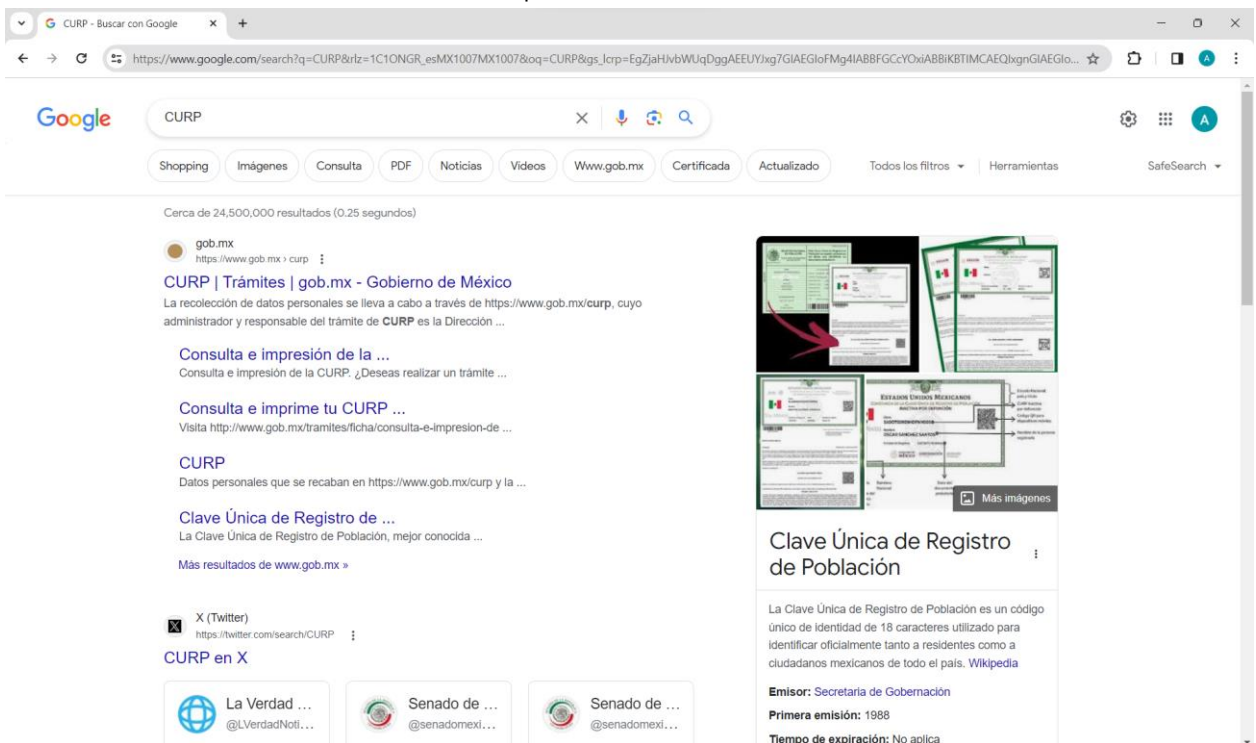 CURP - Buscar con Google
https://www.google.com/search?q=CURP&rlz=1C1ONGR_esMX1007MX1007&oq=CURP&gs_lcrp=
Google
CURP
A
Shopping
Imágenes
Consulta
PDF
Noticias
Videos
Www.gob.mx
Certificada
Actualizado
Todos los filtros
Herramientas
SafeSearch
Cerca de 24,500,000 resultados (0.25 segundos)
gob.mx
https://www.gob.mx › curp
CURP | Trámites | gob.mx - Gobierno de México
La recolección de datos personales se lleva a cabo a través de https://www.gob.mx/curp, cuyo
administrador y responsable del trámite de CURP es la Dirección ...
Consulta e impresión de la ...
Consulta e impresión de la CURP. ¿Deseas realizar un trámite ...
Consulta e imprime tu CURP ...
Visita http://www.gob.mx/tramites/ficha/consulta-e-impresion-de ...
CURP
Datos personales que se recaban en https://www.gob.mx/curp y la ...
Clave Única de Registro de ...
La Clave Única de Registro de Población, mejor conocida ...
Más resultados de www.gob.mx »
X (Twitter)
https://twitter.com/search/CURP
CURP en X
La Verdad ...
@LVerdadNoti...
Senado de ...
@senadomexi...
Senado de ...
@senadomexi...
ESTADOS UNIDOS MEXICANOS
Más imágenes
Clave Única de Registro
de Población
La Clave Única de Registro de Población es un código
único de identidad de 18 caracteres utilizado para
identificar oficialmente tanto a residentes como a
ciudadanos mexicanos de todo el país. Wikipedia
Emisor: Secretaria de Gobernación
Primera emisión: 1988
Tiempo de expiración: No aplica